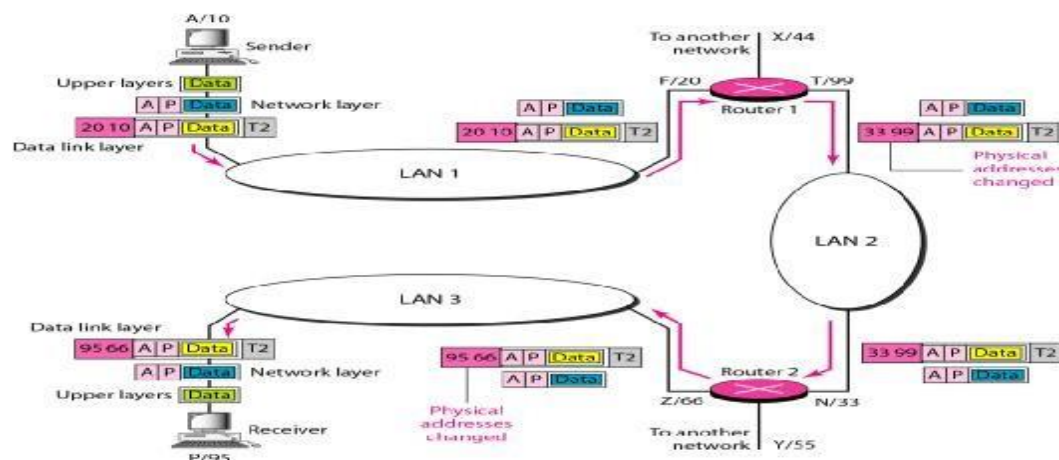 A/10
Sender
Upper layers Data
A P Data Network layer
20 10 A P Data T2
Data link layer
LAN 1
A P Data
20 10 A P Data T2
To another
network
X/44
F/20
T/99
Router 1
A P Data
33 99 A P Data T2
Physical
addresses
changed
LAN 2
33 99 A P Data T2
A P Data
Router 2
N/33
Z/66
To another
network
Y/55
95 66 A P Data T2
A P Data
Physical
addresses
changed
LAN 3
Data link layer
95 66 A P Data T2
A P Data Network layer
Upper layers Data
Receiver
P/95